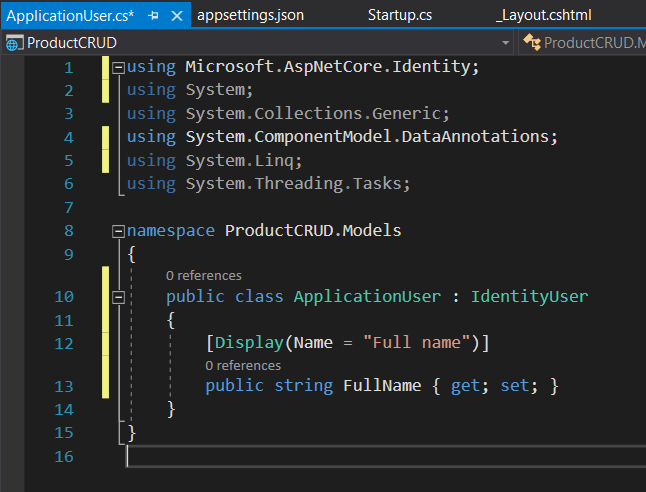 ApplicationUser.cs* appsettings.json Startup.cs _Layout.cshtml
ProductCRUD ProductCRUD.M
1 using Microsoft.AspNetCore.Identity;
2 using System;
3 using System.Collections.Generic;
4 using System.ComponentModel.DataAnnotations;
5 using System.Linq;
6 using System.Threading.Tasks;
7
8 namespace ProductCRUD.Models
9 {
0 references
10 public class ApplicationUser : IdentityUser
11 {
12 [Display(Name = "Full name")]
0 references
13 public string FullName { get; set; }
14 }
15 }
16